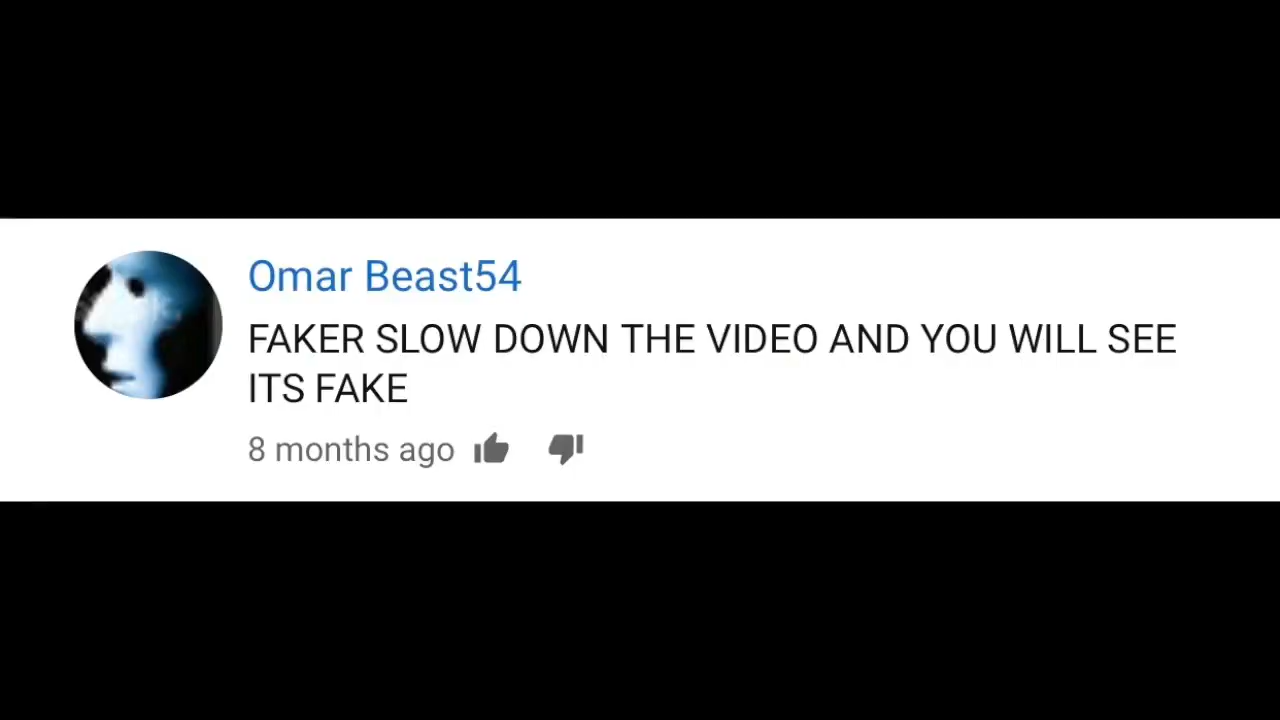 Omar Beast54
FAKER SLOW DOWN THE VIDEO AND YOU WILL SEE
ITS FAKE
8 months ago